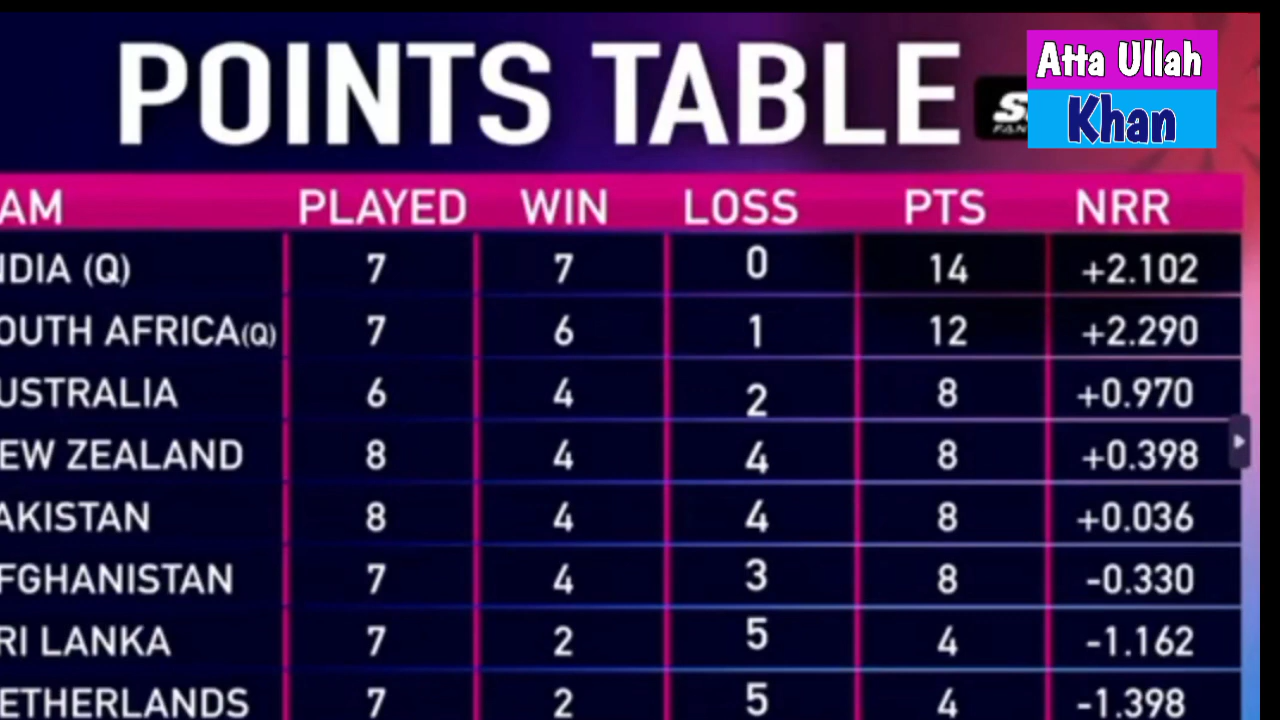 POINTS TABLE
Atta Ullah
Khan
AM PLAYED WIN LOSS PTS NRR
NDIA (Q) 7 7 0 14 +2.102
OUTH AFRICA(Q) 7 6 1 12 +2.290
USTRALIA 6 4 2 8 +0.970
EW ZEALAND 8 4 4 8 +0.398
AKISTAN 8 4 4 8 +0.036
FGHANISTAN 7 4 3 8 -0.330
RI LANKA 7 2 5 4 -1.162
ETHERLANDS 7 2 5 4 -1.398